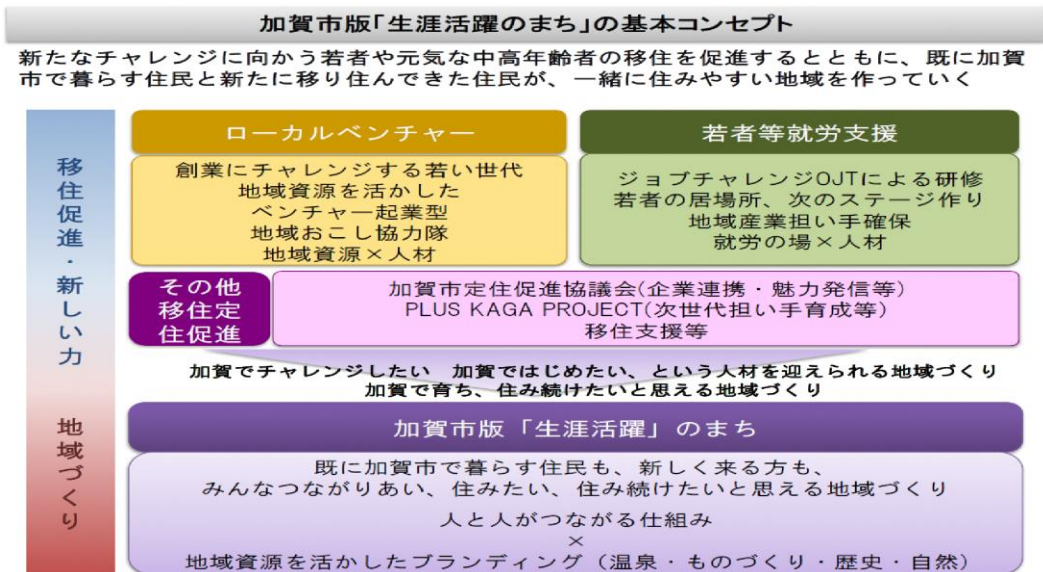 加賀市版「生涯活躍のまち」の基本コンセプト
新たなチャレンジに向かう若者や元気な中高年齢者の移住を促進するとともに、既に加賀
市で暮らす住民と新たに移り住んできた住民が、一緒に住みやすい地域を作っていく
移住促進・新しい力
ローカルベンチャー
創業にチャレンジする若い世代
地域資源を活かした
ベンチャー起業型
地域おこし協力隊
地域資源×人材
若者等就労支援
ジョブチャレンジOJTによる研修
若者の居場所、次のステージ作り
地域産業担い手確保
就労の場×人材
その他
移住定
住促進
加賀市定住促進協議会(企業連携・魅力発信等)
PLUS KAGA PROJECT(次世代担い手育成等)
移住支援等
加賀でチャレンジしたい 加賀ではじめたい、という人材を迎えられる地域づくり
加賀で育ち、住み続けたいと思える地域づくり
地域づくり
加賀市版「生涯活躍」のまち
既に加賀市で暮らす住民も、新しく来る方も、
みんなつながりあい、住みたい、住み続けたいと思える地域づくり
人と人がつながる仕組み
×
地域資源を活かしたブランディング（温泉・ものづくり・歴史・自然）